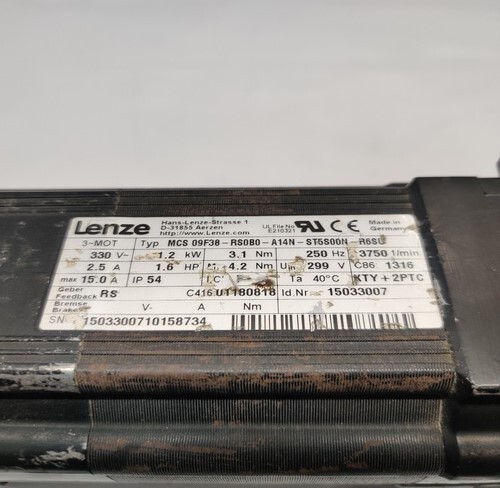 Lenze
Hans-Lenze-Strasse 1
D-31855 Aerzen
http://www.Lenze.com
UL File No
E210321
Made in
Germany
3~MOT Typ MCS 09F38 - RS0B0 - A14N - ST5S00N - R6SU
330 V~ 1.2 kW 3.1 Nm 250 Hz 3750 1/min
2.5 A 1.6 HP 4.2 Nm 299 V C86 1316
max 15.0 A IP 54 I.Cl Ta 40°C KTY + 2PTC
Geber
Feedback RS C416 Id.Nr. 15033007
Bremse
Brake V- A Nm
SN 1503300710158734